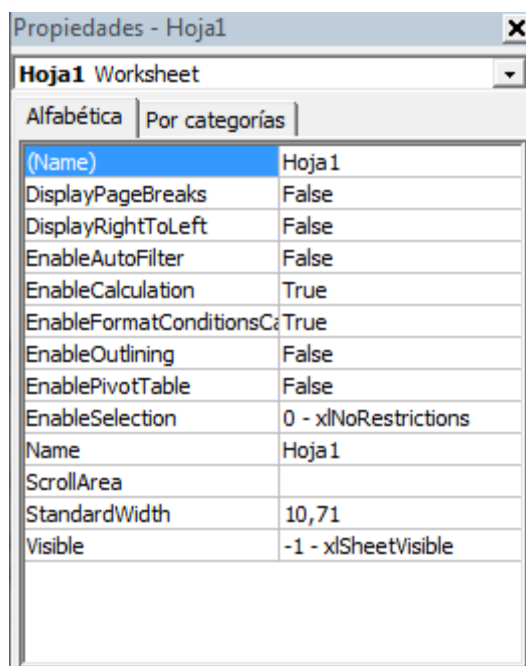 Propiedades - Hoja1
Hoja1 Worksheet
Alfabética Por categorías
(Name) Hoja1
DisplayPageBreaks False
DisplayRightToLeft False
EnableAutoFilter False
EnableCalculation True
EnableFormatConditionsCa True
EnableOutlining False
EnablePivotTable False
EnableSelection 0 - xlNoRestrictions
Name Hoja1
ScrollArea
StandardWidth 10,71
Visible -1 - xlSheetVisible